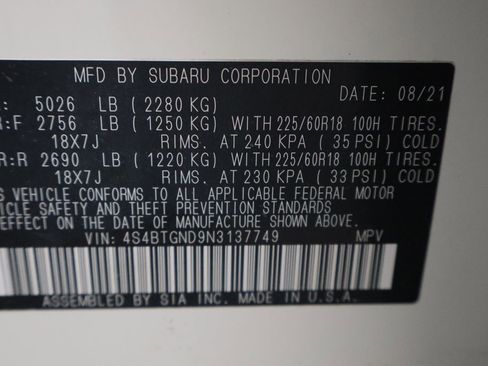 MFD BY SUBARU CORPORATION
DATE: 08/21
: 5026 LB ( 2280 KG)
R:F 2756 LB ( 1250 KG) WITH 225/60R18 100H TIRES.
18X7J RIMS. AT 240 KPA ( 35 PSI) COLD
R:R 2690 LB ( 1220 KG) WITH 225/60R18 100H TIRES.
18X7J RIMS. AT 230 KPA ( 33 PSI) COLD
S VEHICLE CONFORMS TO ALL APPLICABLE FEDERAL MOTOR
HICLE SAFETY AND THEFT PREVENTION STANDARDS
EFFECT ON THE DATE OF MANUFACTURE SHOWN ABOVE.
VIN: 4S4BTGND9N3137749 MPV
ASSEMBLED BY SIA INC. MADE IN U.S.A.